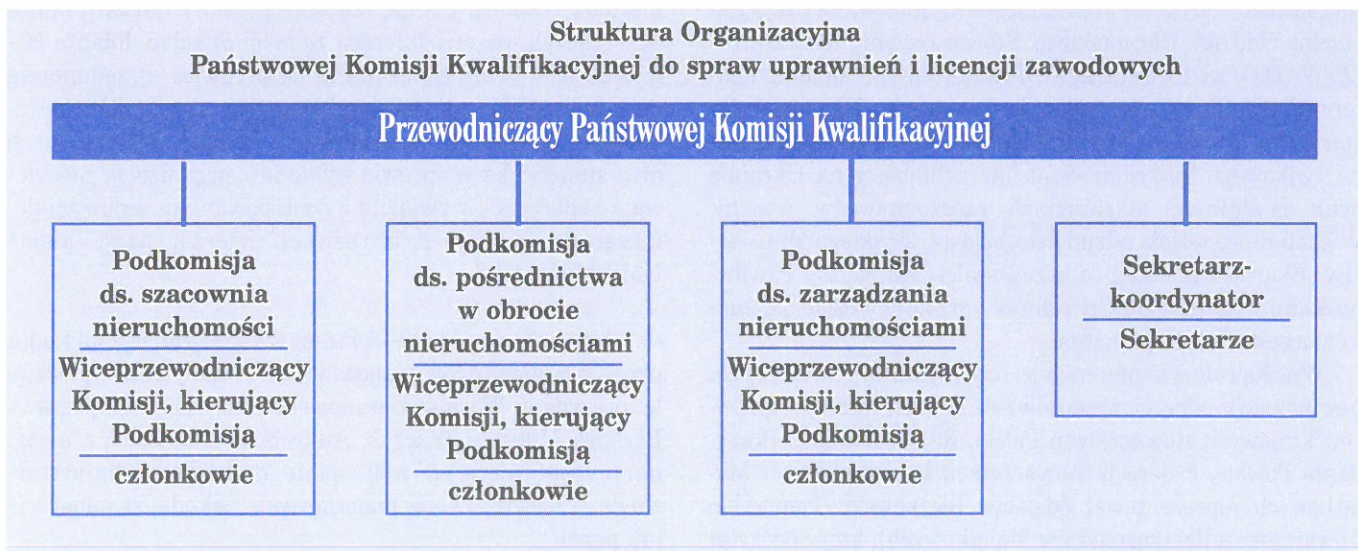 Struktura Organizacyjna
Państwowej Komisji Kwalifikacyjnej do spraw uprawnień i licencji zawodowych
Przewodniczący Państwowej Komisji Kwalifikacyjnej
Podkomisja
ds. szacownia
nieruchomości
Wiceprzewodniczący
Komisji, kierujący
Podkomisją
członkowie
Podkomisja
ds. pośrednictwa
w obrocie
nieruchomościami
Wiceprzewodniczący
Komisji, kierujący
Podkomisją
członkowie
Podkomisja
ds. zarządzania
nieruchomościami
Wiceprzewodniczący
Komisji, kierujący
Podkomisją
członkowie
Sekretarz-
koordynator
Sekretarze